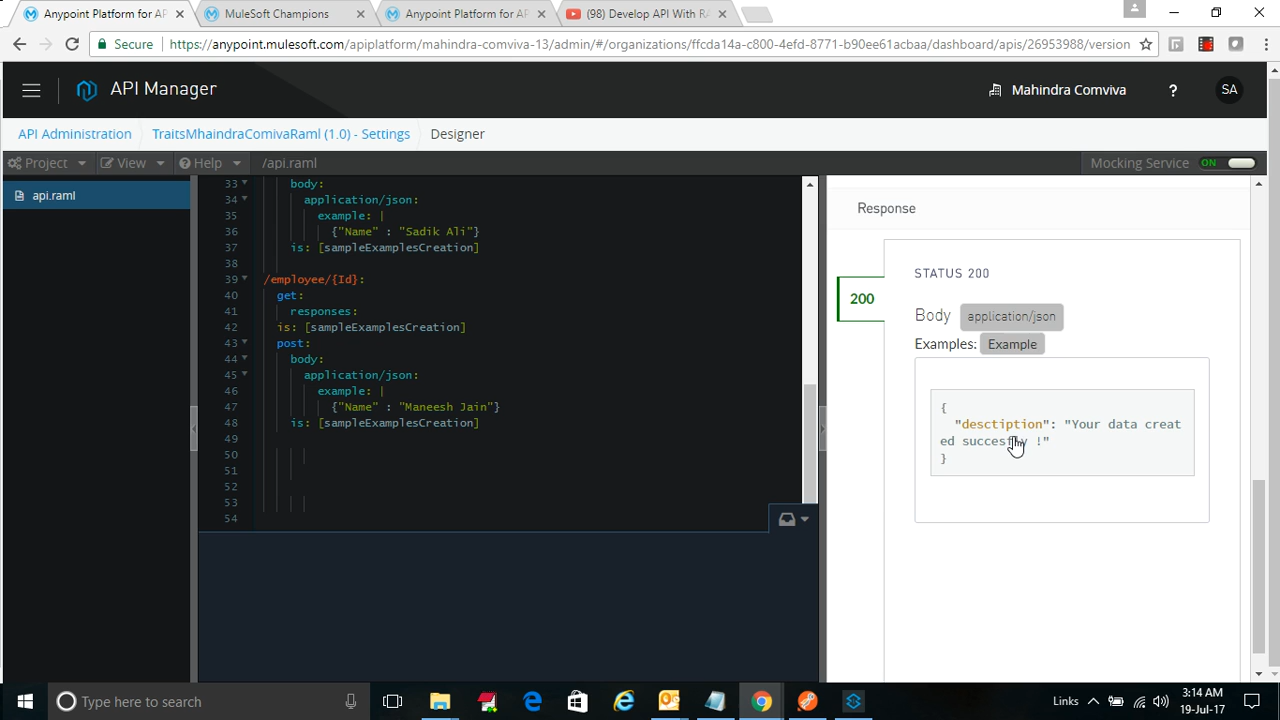 Anypoint Platform for AP
MuleSoft Champions
Anypoint Platform for AP
(98) Develop API With RA
Secure
https://anypoint.mulesoft.com/apiplatform/mahindra-comviva-13/admin/#/organizations/ffcda14a-c800-4efd-8771-b90ee61acbaa/dashboard/apis/26953988/version
API Manager
Mahindra Comviva
?
SA
API Administration
TraitsMhaindraComivaRaml (1.0) - Settings
Designer
Project
View
Help
/api.raml
Mocking Service
ON
api.raml
33 body:
34 application/json:
35 example: |
36 {"Name" : "Sadik Ali"}
37 is: [sampleExamplesCreation]
38
39 /employee/{Id}:
40 get:
41 responses:
42 is: [sampleExamplesCreation]
43 post:
44 body:
45 application/json:
46 example: |
47 {"Name" : "Maneesh Jain"}
48 is: [sampleExamplesCreation]
49
50
51
52
53
54
Response
200
STATUS 200
Body application/json
Examples: Example
{
"desctiption": "Your data creat
ed !"
}
Type here to search
Links
3:14 AM
19-Jul-17